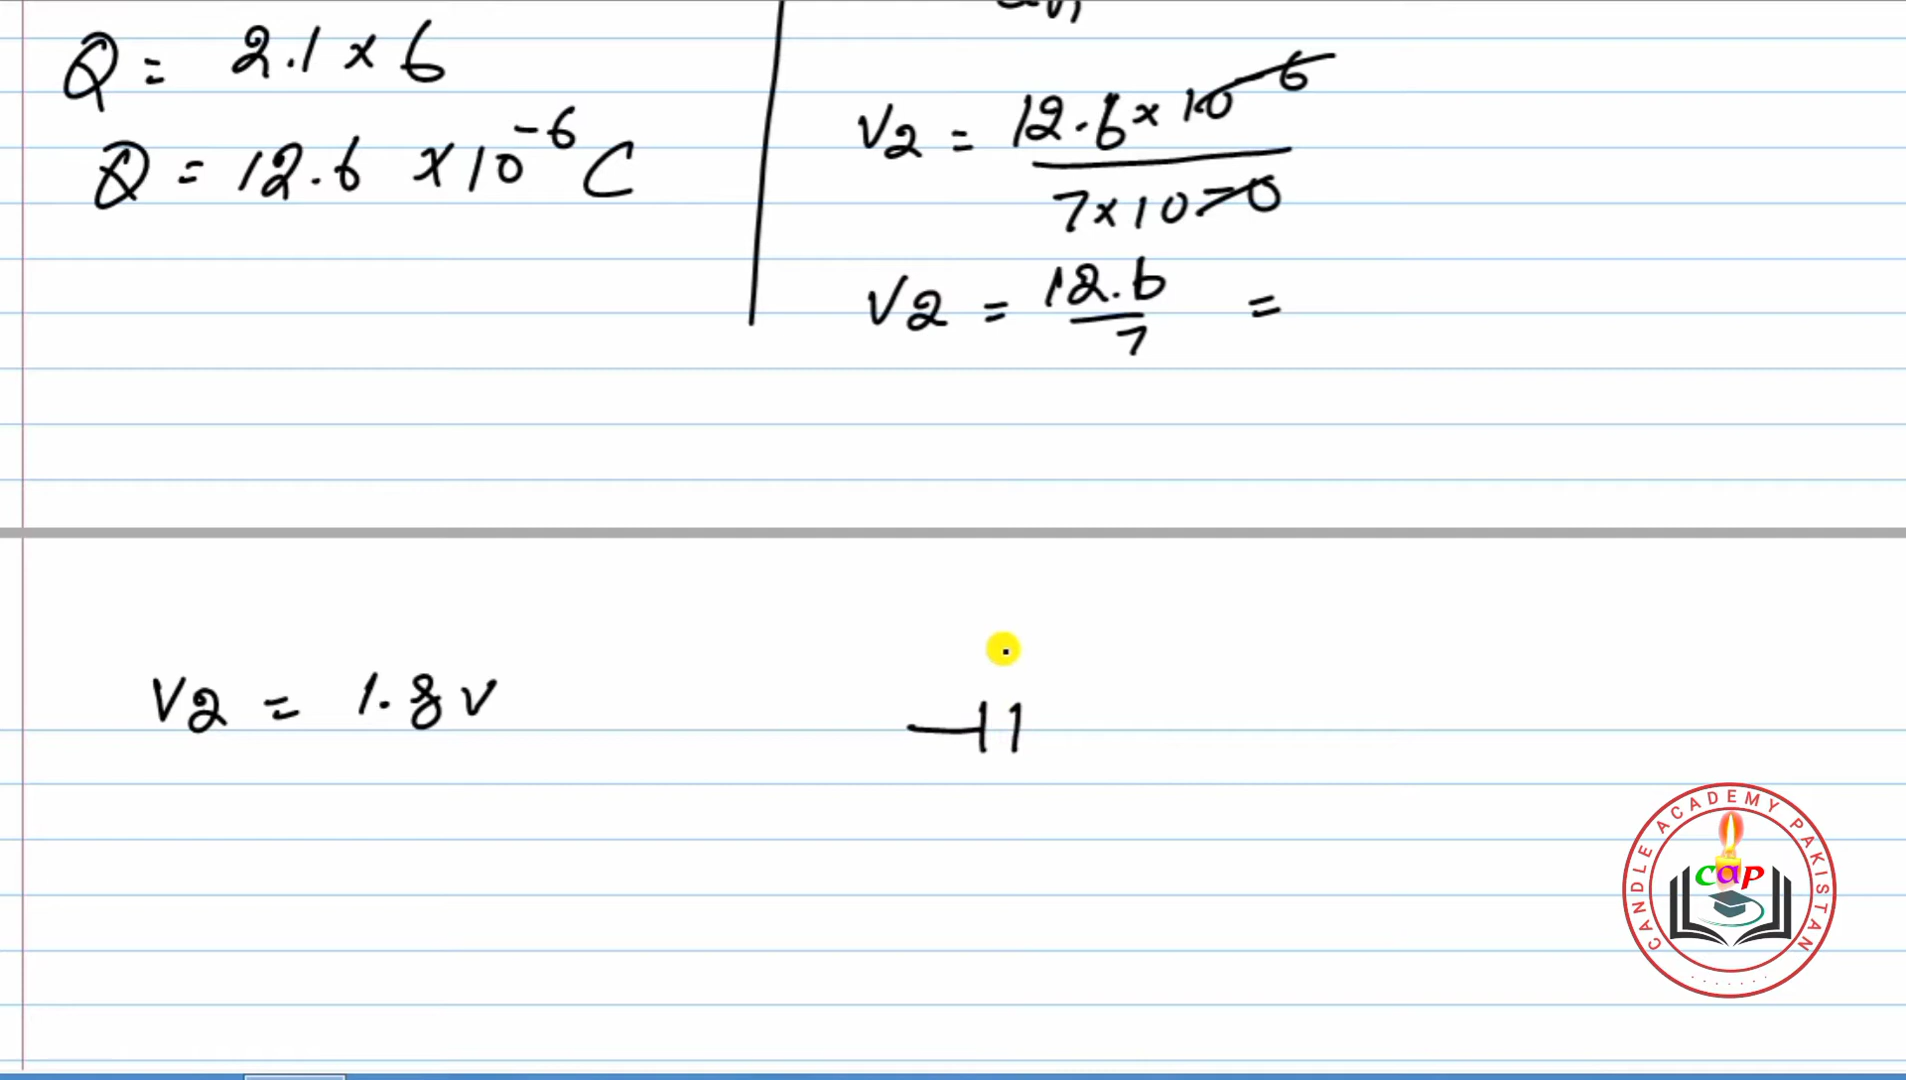 Q = 2.1 × 6
Q = 12.6 × 10⁻⁶ C
V2 = 12.6 × 10⁻⁶
7 × 10⁻⁶
V2 = 12.6 =
7
V2 = 1.8 V
CANDLE ACADEMY PAKISTAN
cap